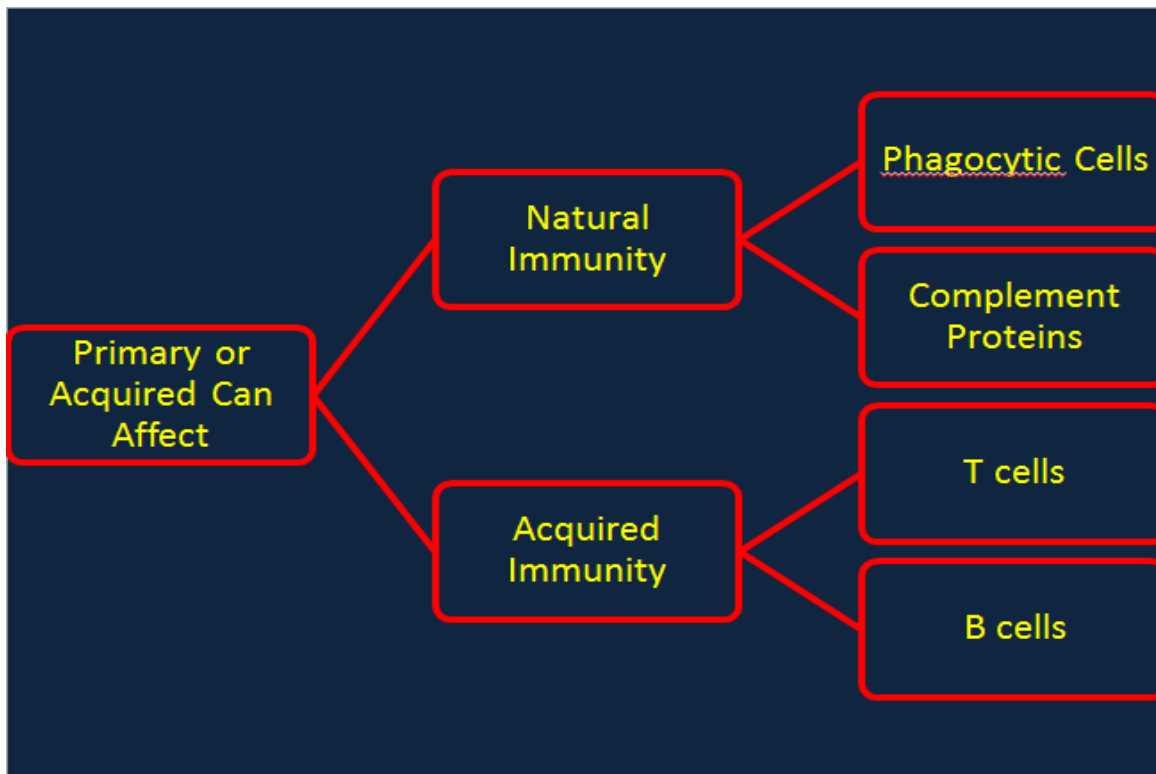 Primary or
Acquired Can
Affect
Natural
Immunity
Acquired
Immunity
Phagocytic Cells
Complement
Proteins
T cells
B cells